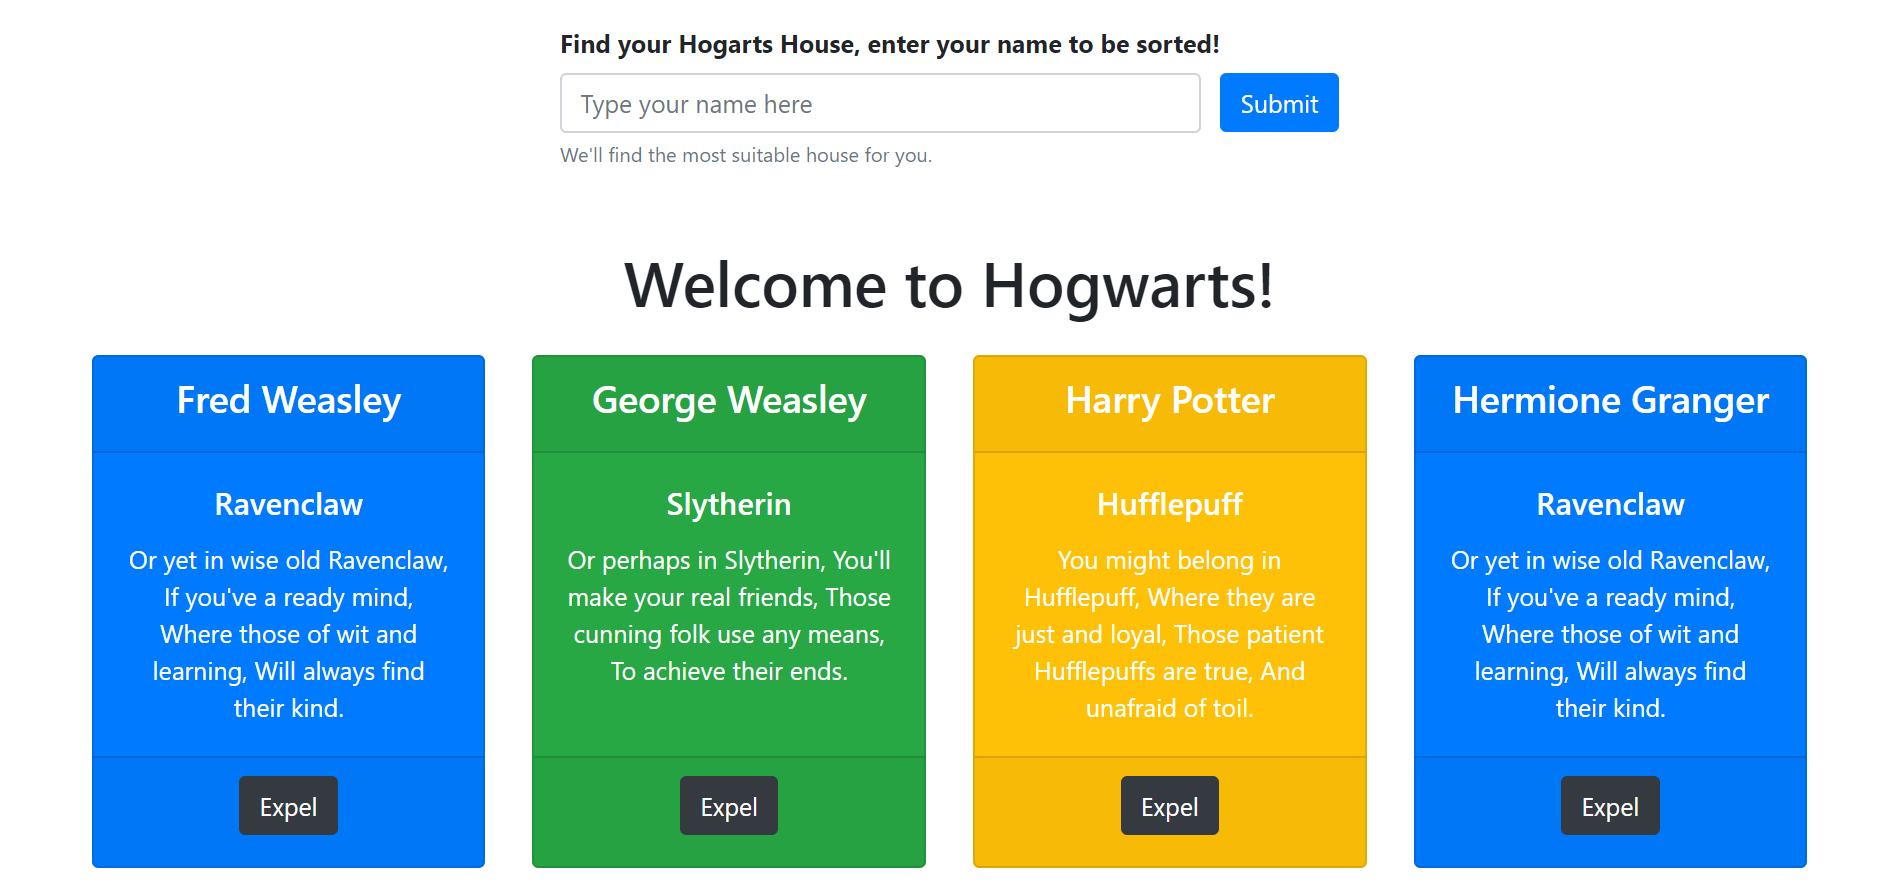 Find your Hogarts House, enter your name to be sorted!
Type your name here
Submit
We'll find the most suitable house for you.
Welcome to Hogwarts!
Fred Weasley
Ravenclaw
Or yet in wise old Ravenclaw,
If you've a ready mind,
Where those of wit and
learning, Will always find
their kind.
Expel
George Weasley
Slytherin
Or perhaps in Slytherin, You'll
make your real friends, Those
cunning folk use any means,
To achieve their ends.
Expel
Harry Potter
Hufflepuff
You might belong in
Hufflepuff, Where they are
just and loyal, Those patient
Hufflepuffs are true, And
unafraid of toil.
Expel
Hermione Granger
Ravenclaw
Or yet in wise old Ravenclaw,
If you've a ready mind,
Where those of wit and
learning, Will always find
their kind.
Expel